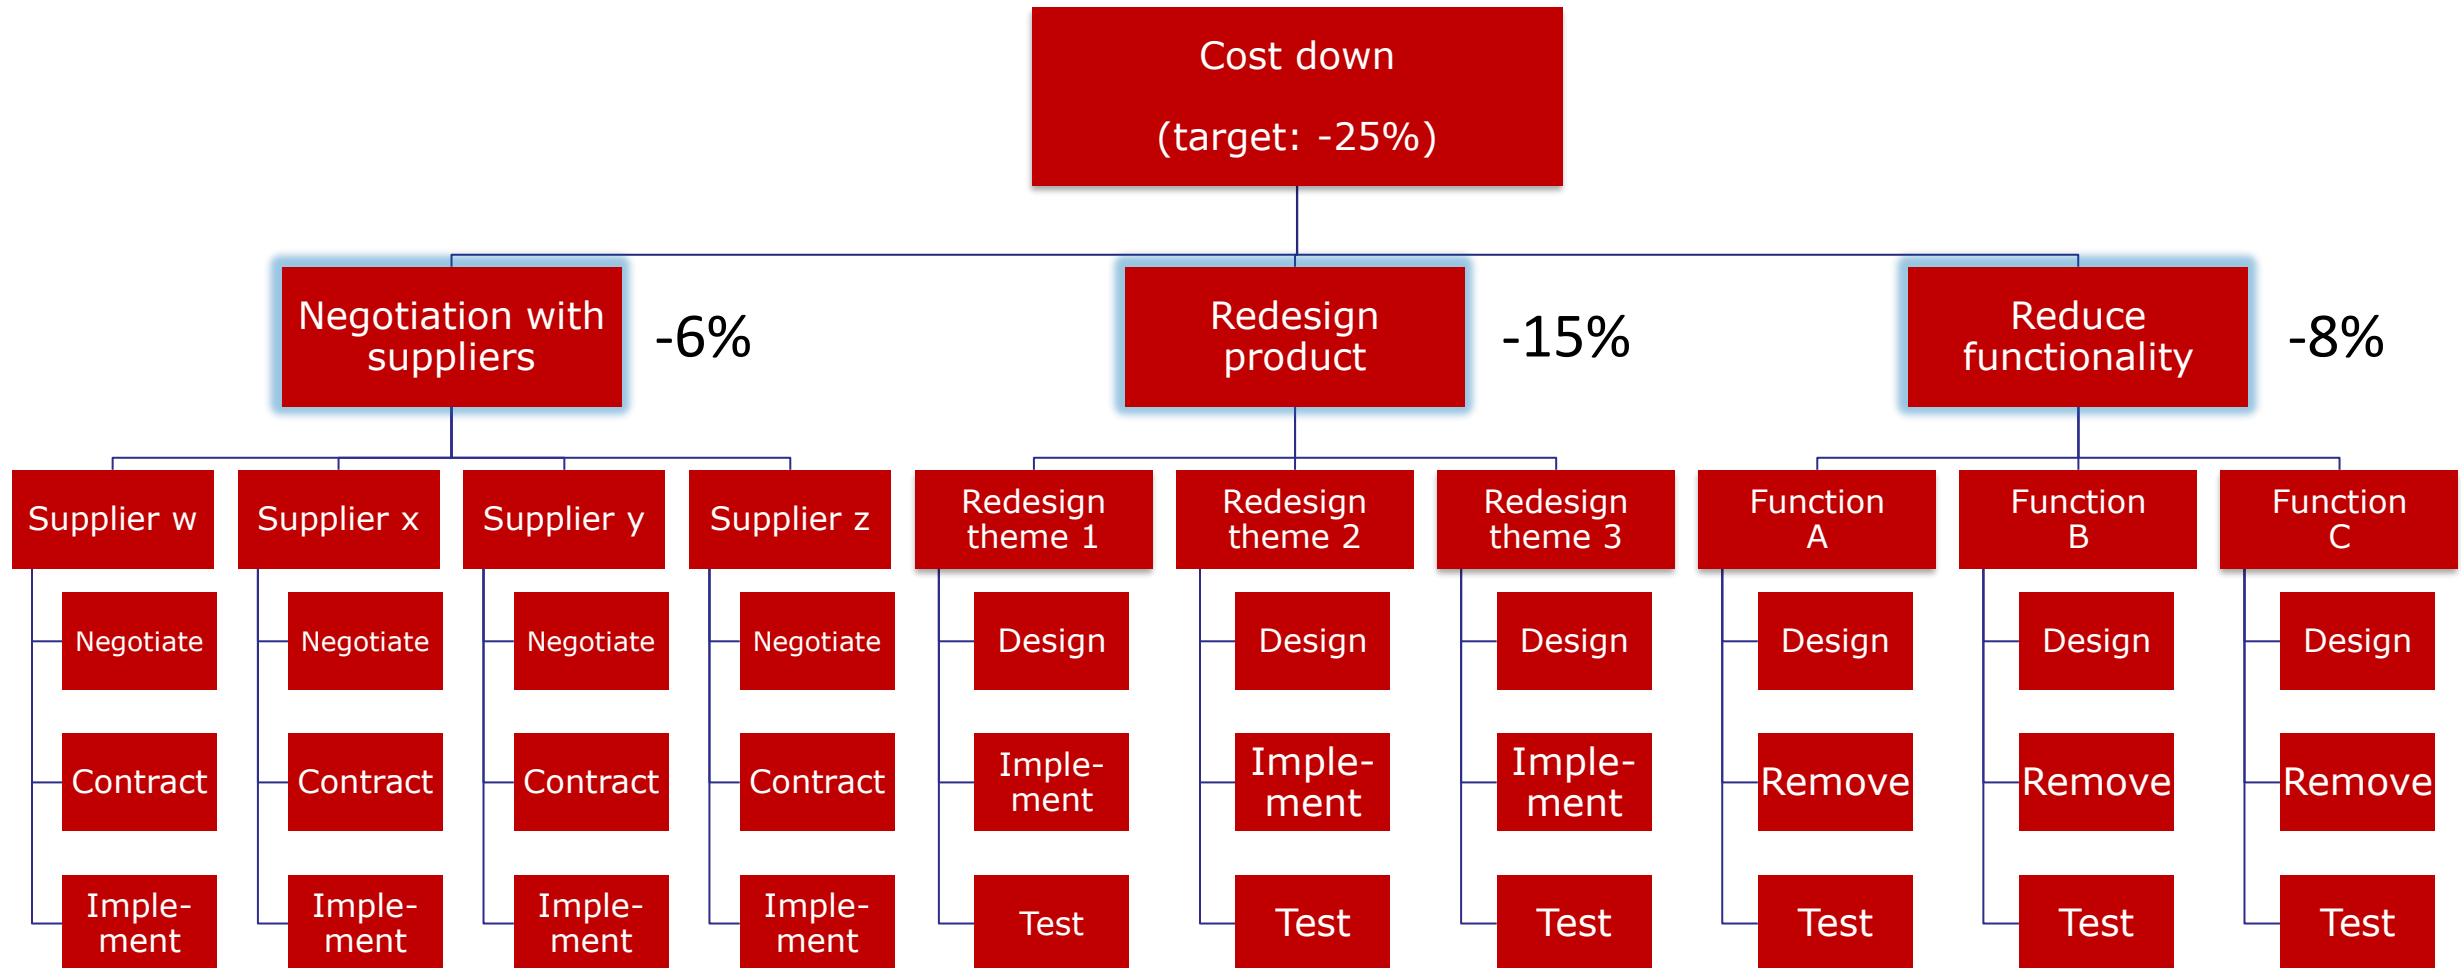 Cost down
(target: -25%)
Negotiation with
suppliers
-6%
Redesign
product
-15%
Reduce
functionality
-8%
Supplier w
Supplier x
Supplier y
Supplier z
Redesign
theme 1
Redesign
theme 2
Redesign
theme 3
Function
A
Function
B
Function
C
Negotiate
Negotiate
Negotiate
Negotiate
Design
Design
Design
Design
Design
Design
Contract
Contract
Contract
Contract
Imple-
ment
Imple-
ment
Imple-
ment
Remove
Remove
Remove
Imple-
ment
Imple-
ment
Imple-
ment
Imple-
ment
Test
Test
Test
Test
Test
Test